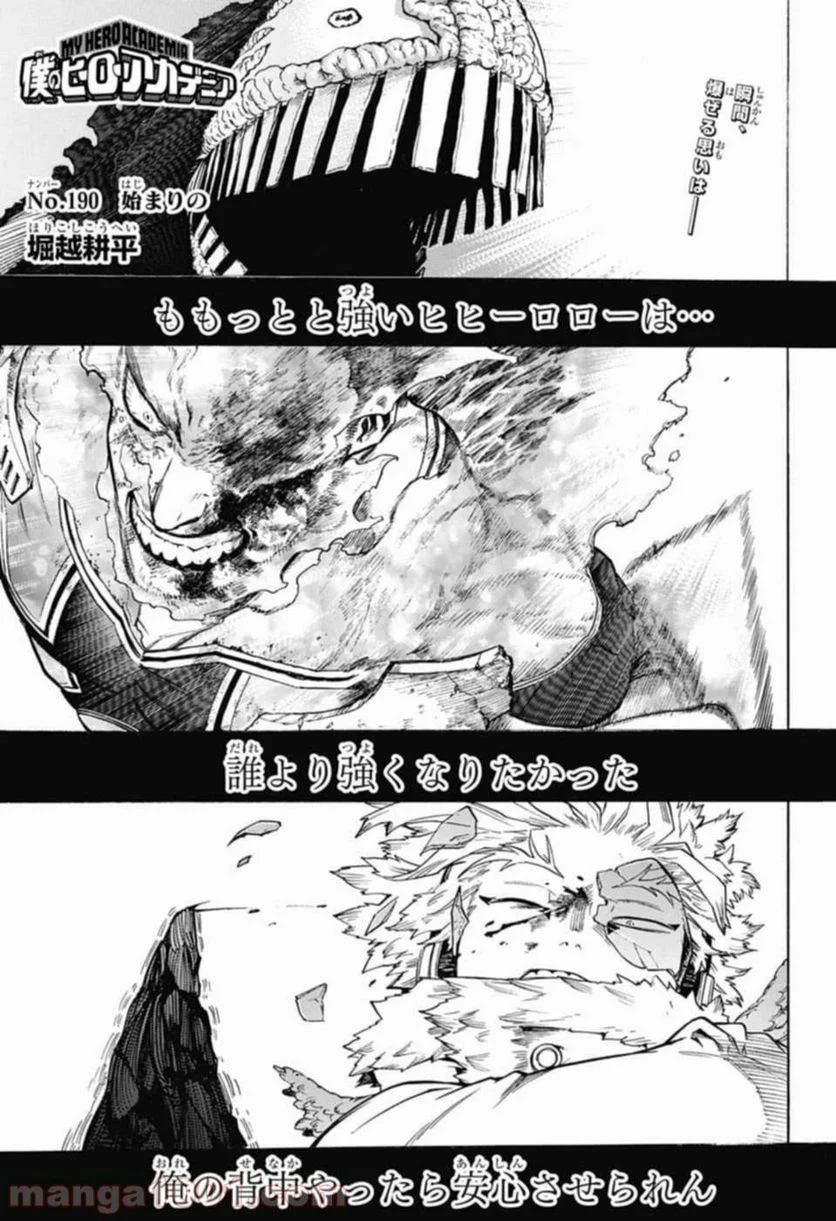 MY HERO ACADEMIA
僕のヒーローアカデミア
瞬間、
爆ぜる思いは――
No.190 始まりの
堀越耕平
ももっとと強いヒヒーロローは…
誰より強くなりたかった
俺の背中やったら安心させられん